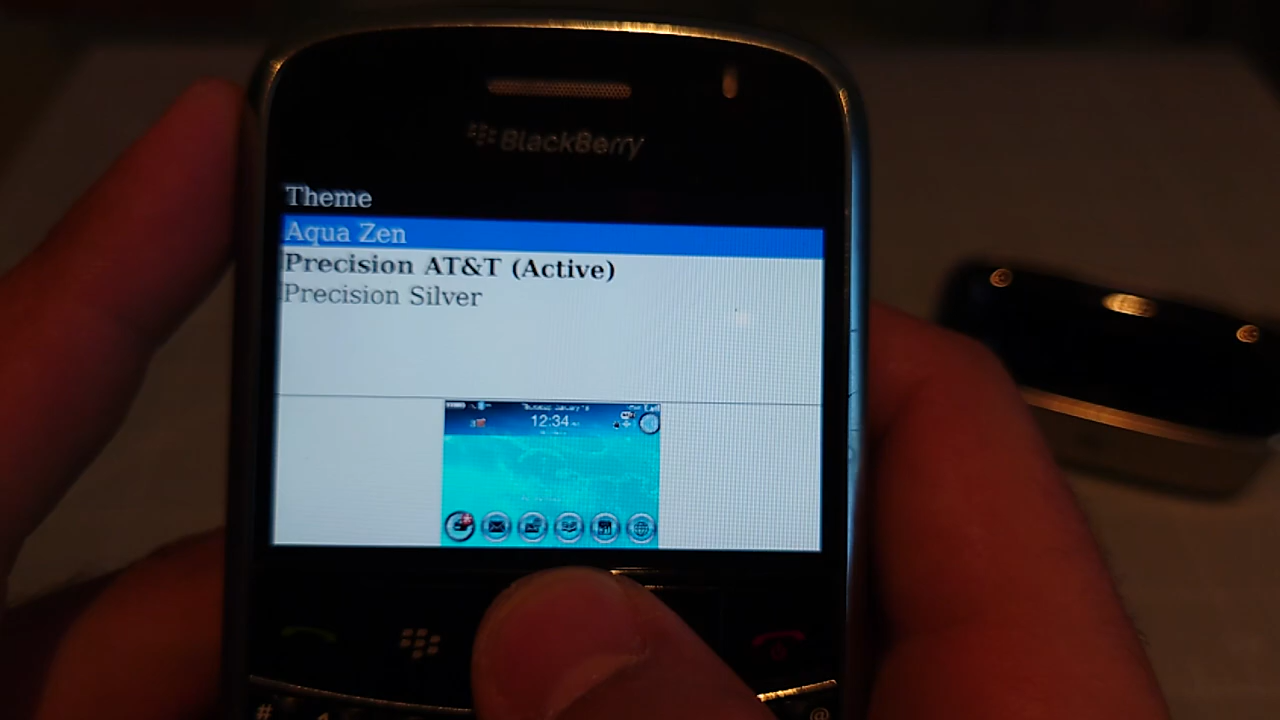 BlackBerry
Theme
Aqua Zen
Precision AT&T (Active)
Precision Silver
12:34
#
@